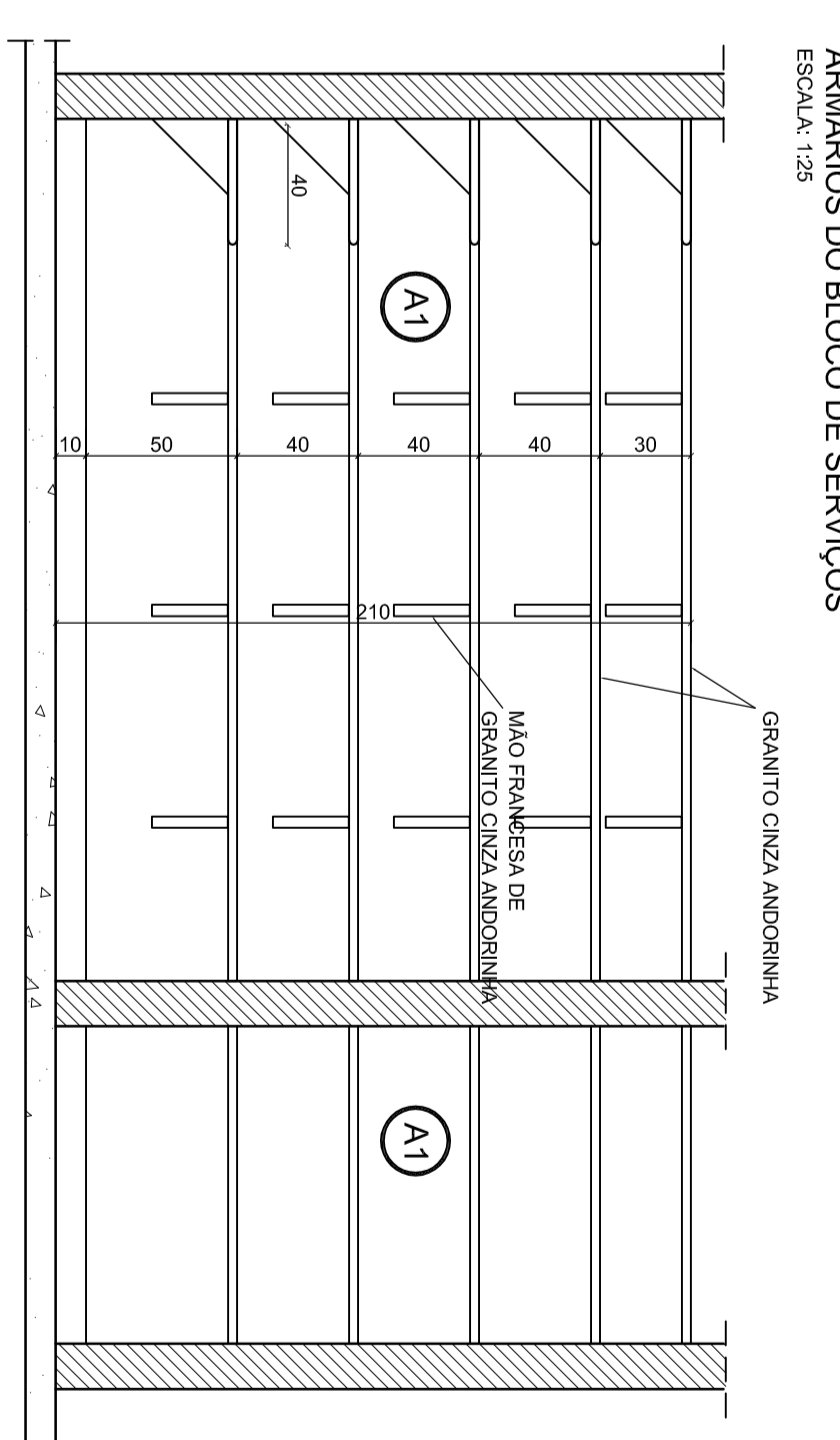 ARMÁRIOS DO BLOCO DE SERVIÇOS
ESCALA: 1:25
GRANITO CINZA ANDORINHA
MÃO FRANCESA DE
GRANITO CINZA ANDORINHA
40
A1
10
50
40
40
40
30
210
A1